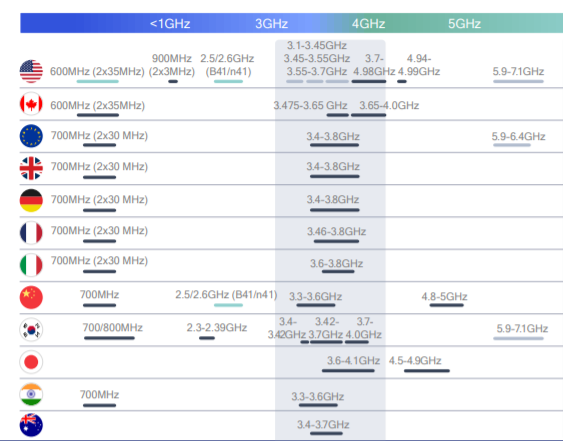 <1GHz 3GHz 4GHz 5GHz
3.1-3.45GHz
900MHz 2.5/2.6GHz 3.45-3.55GHz 3.7- 4.94-
600MHz (2x35MHz) (2x3MHz) (B41/n41) 3.55-3.7GHz 4.98GHz 4.99GHz 5.9-7.1GHz
600MHz (2x35MHz) 3.475-3.65 GHz 3.65-4.0GHz
700MHz (2x30 MHz) 3.4-3.8GHz 5.9-6.4GHz
700MHz (2x30 MHz) 3.4-3.8GHz
700MHz (2x30 MHz) 3.4-3.8GHz
700MHz (2x30 MHz) 3.46-3.8GHz
700MHz (2x30 MHz) 3.6-3.8GHz
700MHz 2.5/2.6GHz (B41/n41) 3.3-3.6GHz 4.8-5GHz
3.4- 3.42- 3.7-
700/800MHz 2.3-2.39GHz 3.42GHz 3.7GHz 4.0GHz 5.9-7.1GHz
3.6-4.1GHz 4.5-4.9GHz
700MHz 3.3-3.6GHz
3.4-3.7GHz